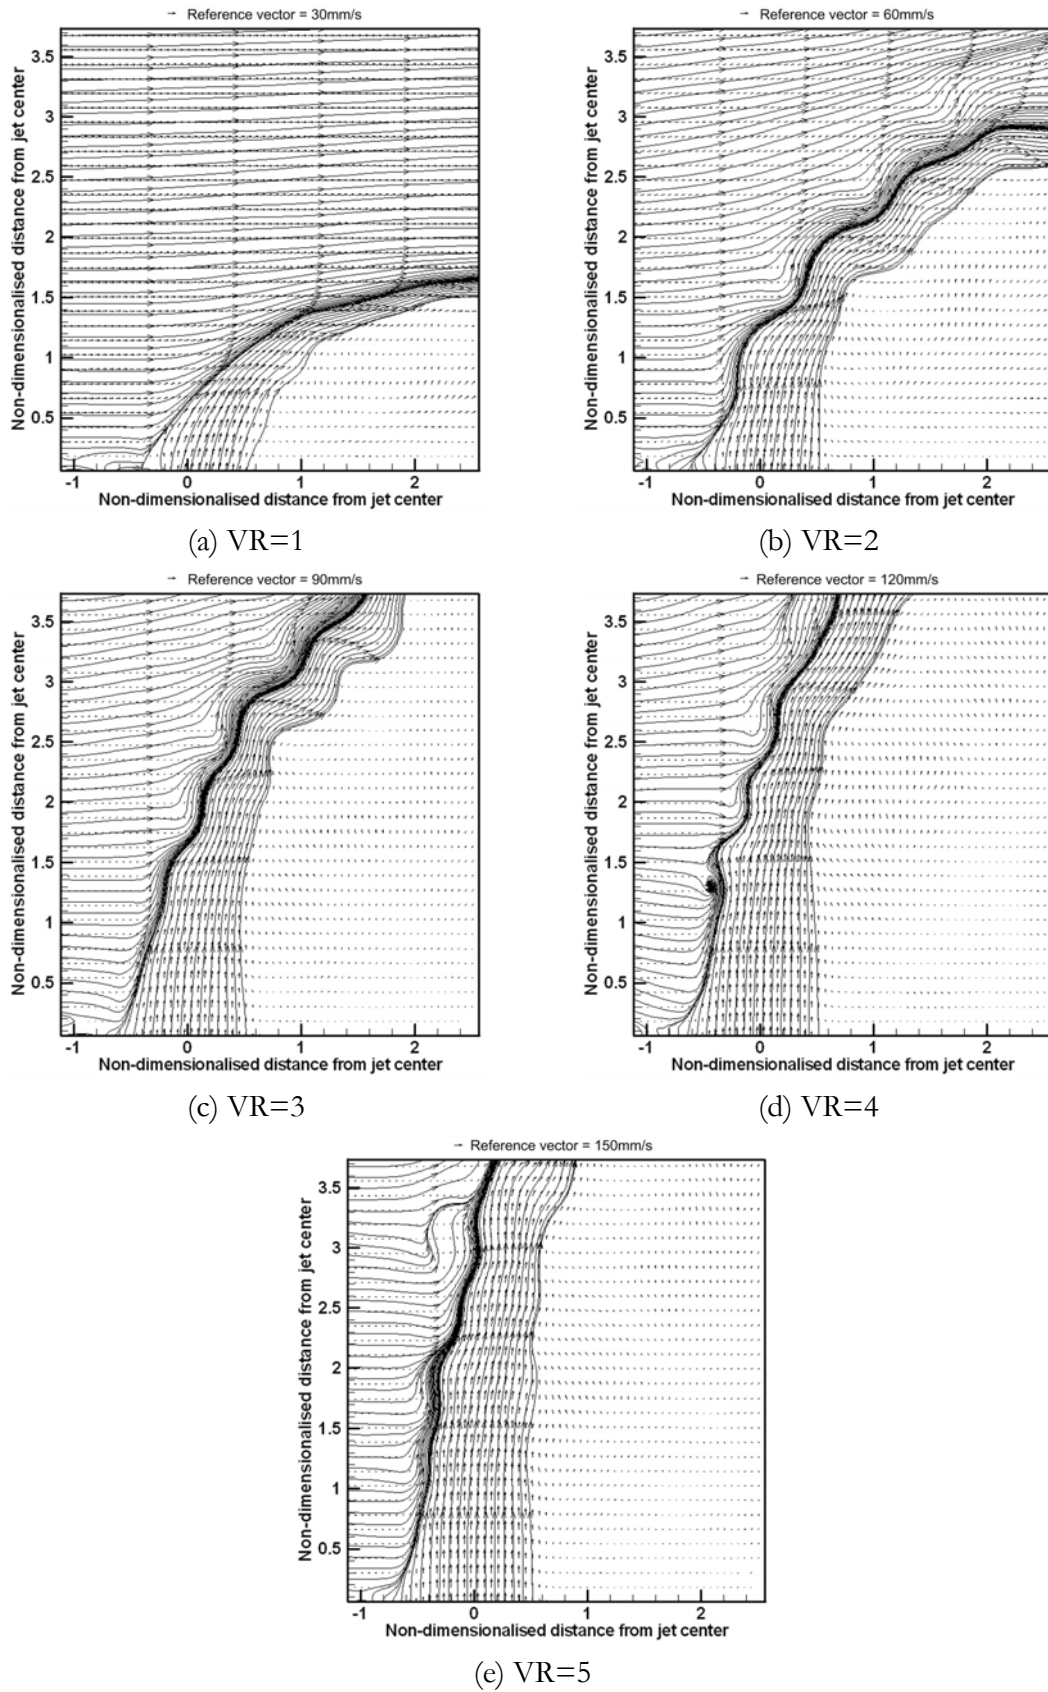 → Reference vector = 30mm/s
Non-dimensionalised distance from jet center
3.5
3
2.5
2
1.5
1
0.5
-1 0 1 2
Non-dimensionalised distance from jet center
(a) VR=1
→ Reference vector = 60mm/s
Non-dimensionalised distance from jet center
3.5
3
2.5
2
1.5
1
0.5
-1 0 1 2
Non-dimensionalised distance from jet center
(b) VR=2
→ Reference vector = 90mm/s
Non-dimensionalised distance from jet center
3.5
3
2.5
2
1.5
1
0.5
-1 0 1 2
Non-dimensionalised distance from jet center
(c) VR=3
→ Reference vector = 120mm/s
Non-dimensionalised distance from jet center
3.5
3
2.5
2
1.5
1
0.5
-1 0 1 2
Non-dimensionalised distance from jet center
(d) VR=4
→ Reference vector = 150mm/s
Non-dimensionalised distance from jet center
3.5
3
2.5
2
1.5
1
0.5
-1 0 1 2
Non-dimensionalised distance from jet center
(e) VR=5